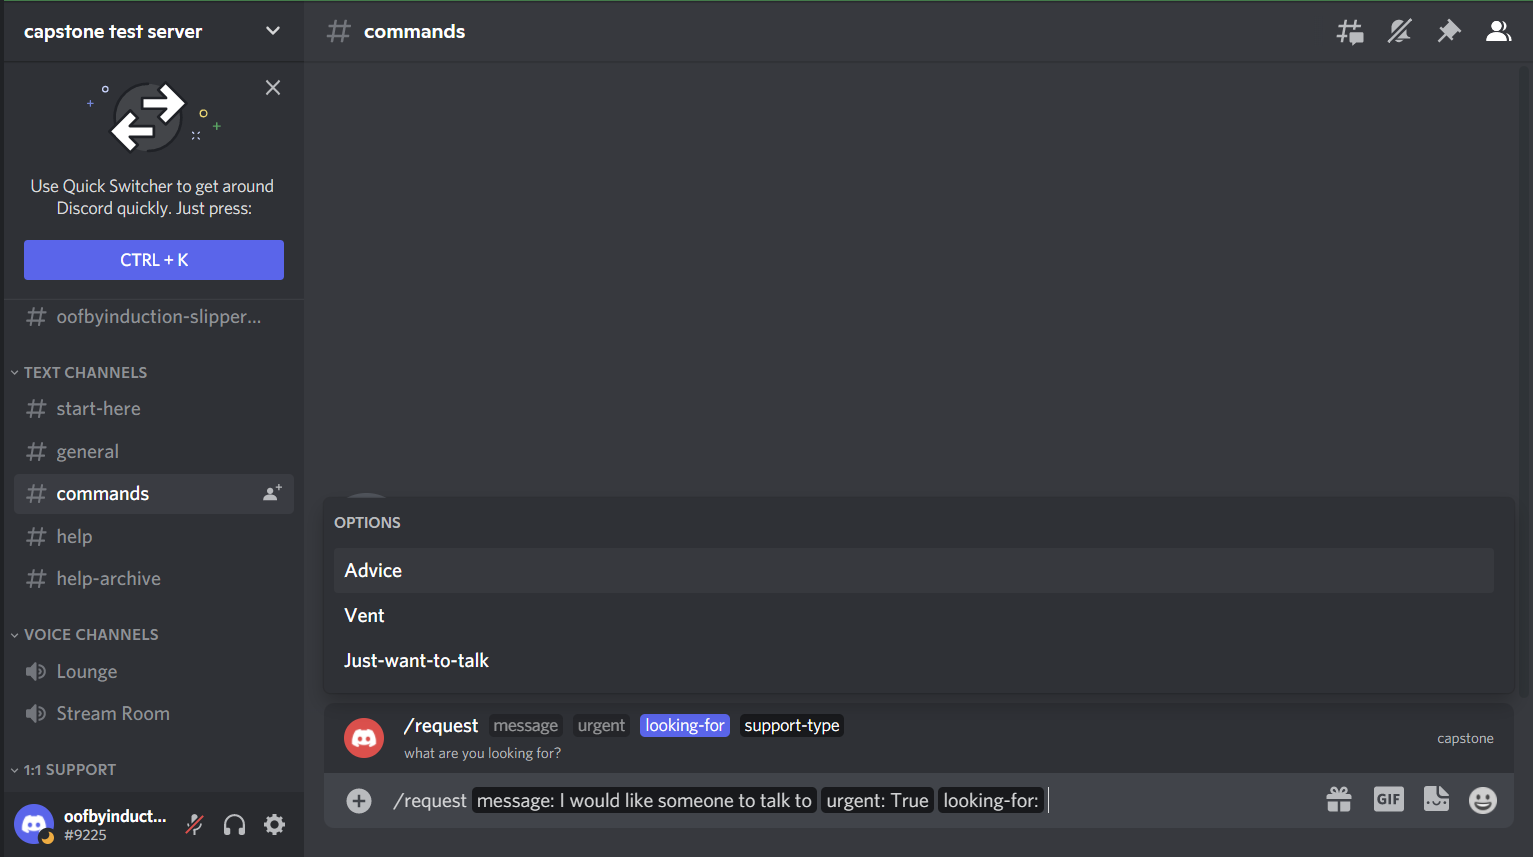 capstone test server
Use Quick Switcher to get around
Discord quickly. Just press:
CTRL + K
oofbyinduction-slipper...
TEXT CHANNELS
start-here
general
commands
help
help-archive
VOICE CHANNELS
Lounge
Stream Room
1:1 SUPPORT
oofbyinduct...
#9225
commands
OPTIONS
Advice
Vent
Just-want-to-talk
/request message urgent looking-for support-type
what are you looking for?
capstone
/request message: I would like someone to talk to urgent: True looking-for:
GIF